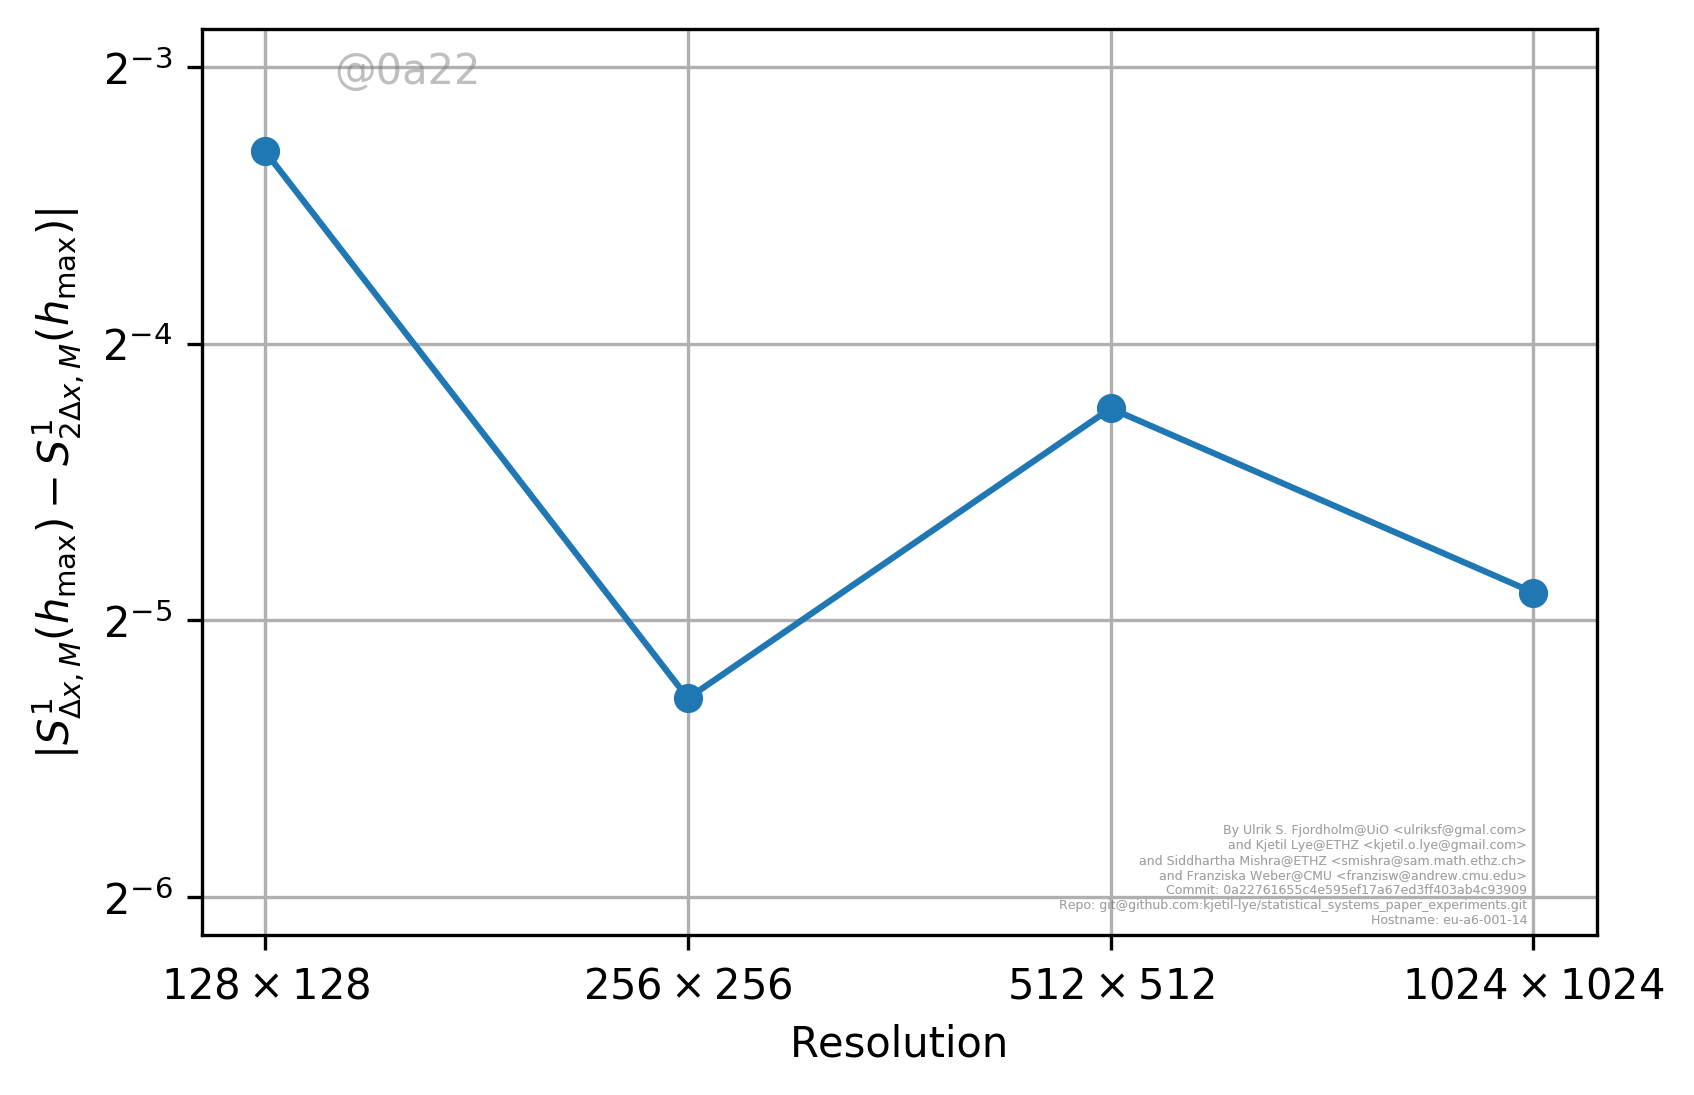 @0a22
2⁻³
2⁻⁴
2⁻⁵
2⁻⁶
|S¹_{Δx, M}(h_max) − S¹_{2Δx, M}(h_max)|
By Ulrik S. Fjordholm@UiO <ulriksf@gmal.com>
and Kjetil Lye@ETHZ <kjetil.o.lye@gmail.com>
and Siddhartha Mishra@ETHZ <smishra@sam.math.ethz.ch>
and Franziska Weber@CMU <franzisw@andrew.cmu.edu>
Commit: 0a22761655c4e595ef17a67ed3ff403ab4c93909
Repo: git@github.com:kjetil-lye/statistical_systems_paper_experiments.git
Hostname: eu-a6-001-14
128 × 128 256 × 256 512 × 512 1024 × 1024
Resolution